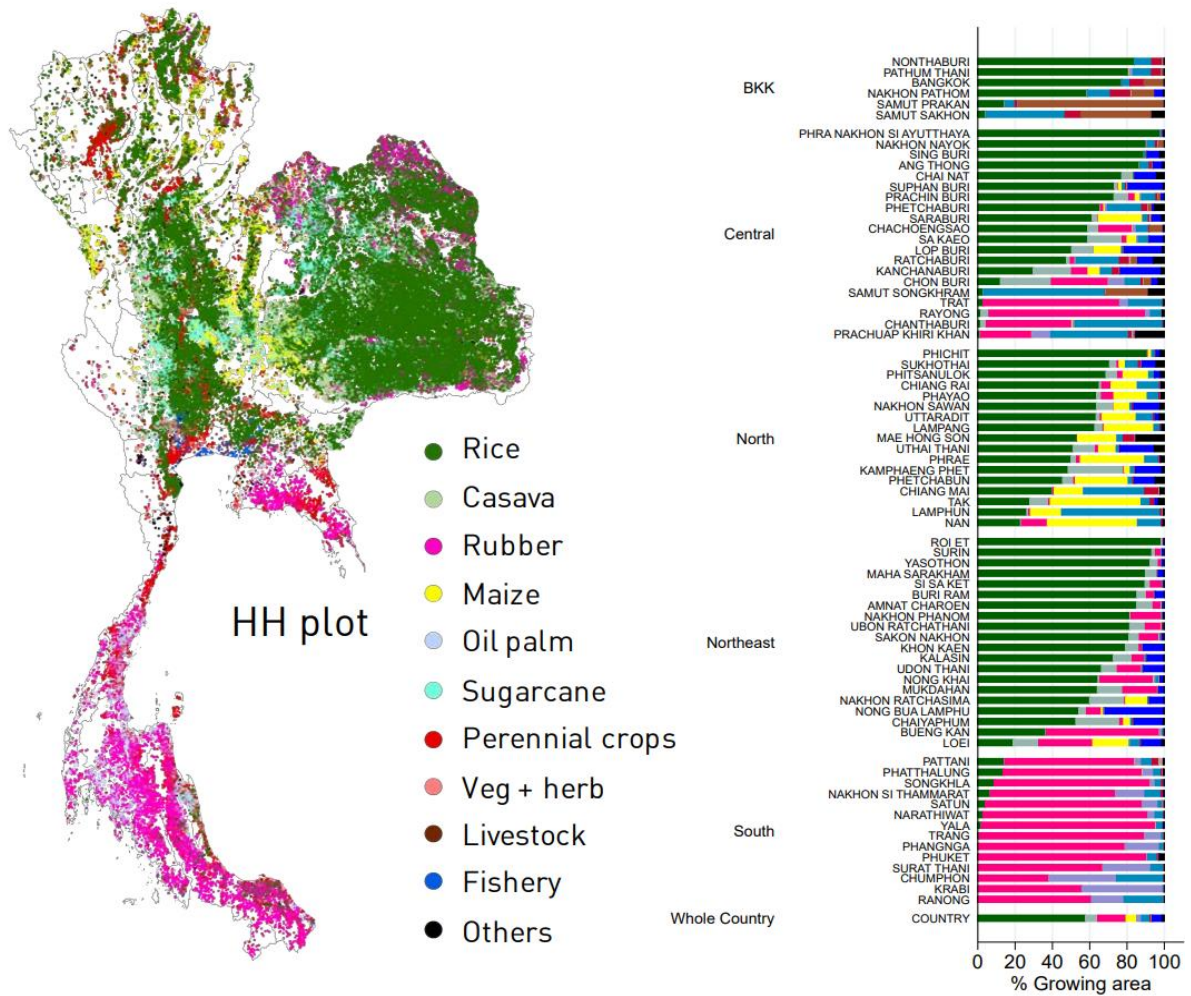 HH plot
Rice
Casava
Rubber
Maize
Oil palm
Sugarcane
Perennial crops
Veg + herb
Livestock
Fishery
Others
BKK
NONTHABURI
PATHUM THANI
BANGKOK
NAKHON PATHOM
SAMUT PRAKAN
SAMUT SAKHON
Central
PHRA NAKHON SI AYUTTHAYA
NAKHON NAYOK
SING BURI
ANG THONG
CHAI NAT
SUPHAN BURI
PRACHIN BURI
PHETCHABURI
SARABURI
CHACHOENGSAO
SA KAEO
LOP BURI
RATCHABURI
KANCHANABURI
CHON BURI
SAMUT SONGKHRAM
TRAT
RAYONG
CHANTHABURI
PRACHUAP KHIRI KHAN
North
PHICHIT
SUKHOTHAI
PHITSANULOK
CHIANG RAI
PHAYAO
NAKHON SAWAN
UTTARADIT
LAMPANG
MAE HONG SON
UTHAI THANI
PHRAE
KAMPHAENG PHET
PHETCHABUN
CHIANG MAI
TAK
LAMPHUN
NAN
Northeast
ROI ET
SURIN
YASOTHON
MAHA SARAKHAM
SI SA KET
BURI RAM
AMNAT CHAROEN
NAKHON PHANOM
UBON RATCHATHANI
SAKON NAKHON
KHON KAEN
KALASIN
UDON THANI
NONG KHAI
MUKDAHAN
NAKHON RATCHASIMA
NONG BUA LAMPHU
CHAIYAPHUM
BUENG KAN
LOEI
South
PATTANI
PHATTHALUNG
SONGKHLA
NAKHON SI THAMMARAT
SATUN
NARATHIWAT
YALA
TRANG
PHANGNGA
PHUKET
SURAT THANI
CHUMPHON
KRABI
RANONG
Whole Country
COUNTRY
0 20 40 60 80 100
% Growing area